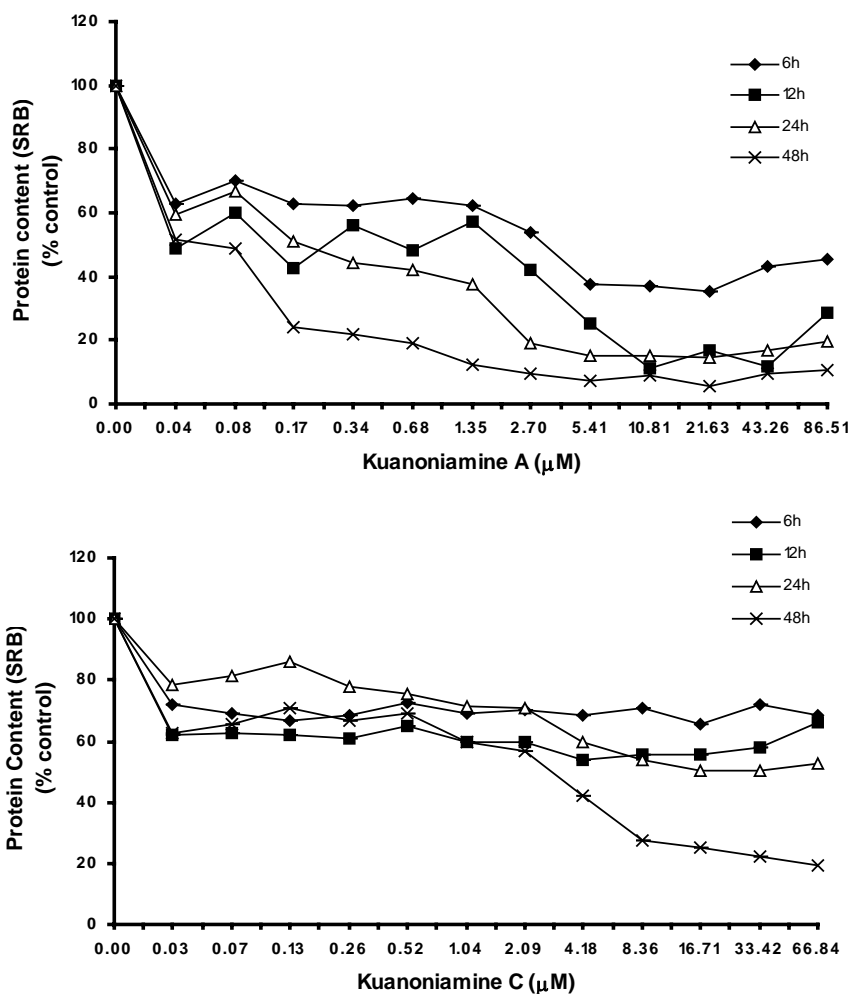 120
100
80
60
40
20
0
Protein content (SRB)
(% control)
6h
12h
24h
48h
0.00 0.04 0.08 0.17 0.34 0.68 1.35 2.70 5.41 10.81 21.63 43.26 86.51
Kuanoniamine A (μM)
6h
12h
24h
48h
120
100
80
60
40
20
0
Protein Content (SRB)
(% control)
0.00 0.03 0.07 0.13 0.26 0.52 1.04 2.09 4.18 8.36 16.71 33.42 66.84
Kuanoniamine C (μM)